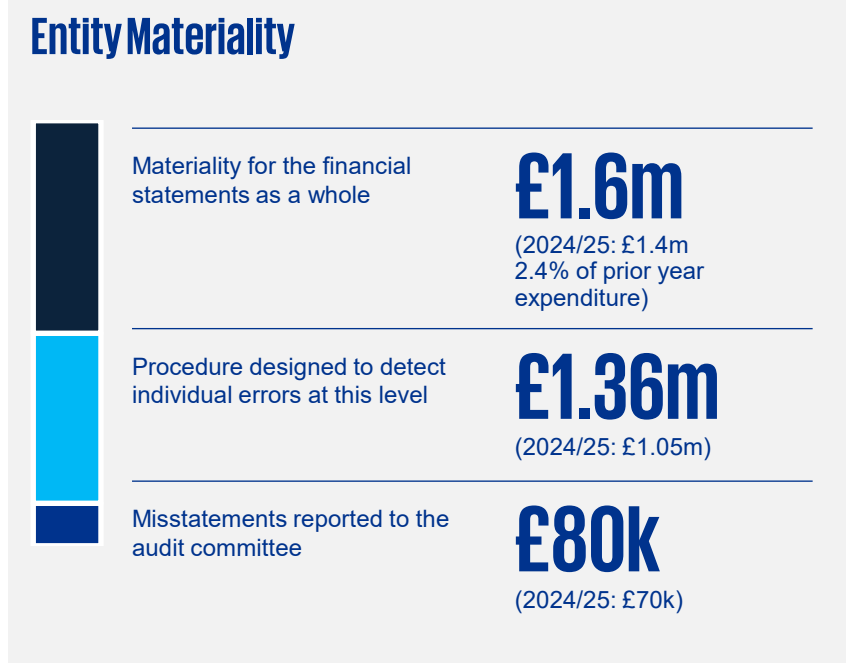 Entity Materiality
Materiality for the financial
statements as a whole
£1.6m
(2024/25: £1.4m
2.4% of prior year
expenditure)
Procedure designed to detect
individual errors at this level
£1.36m
(2024/25: £1.05m)
Misstatements reported to the
audit committee
£80k
(2024/25: £70k)